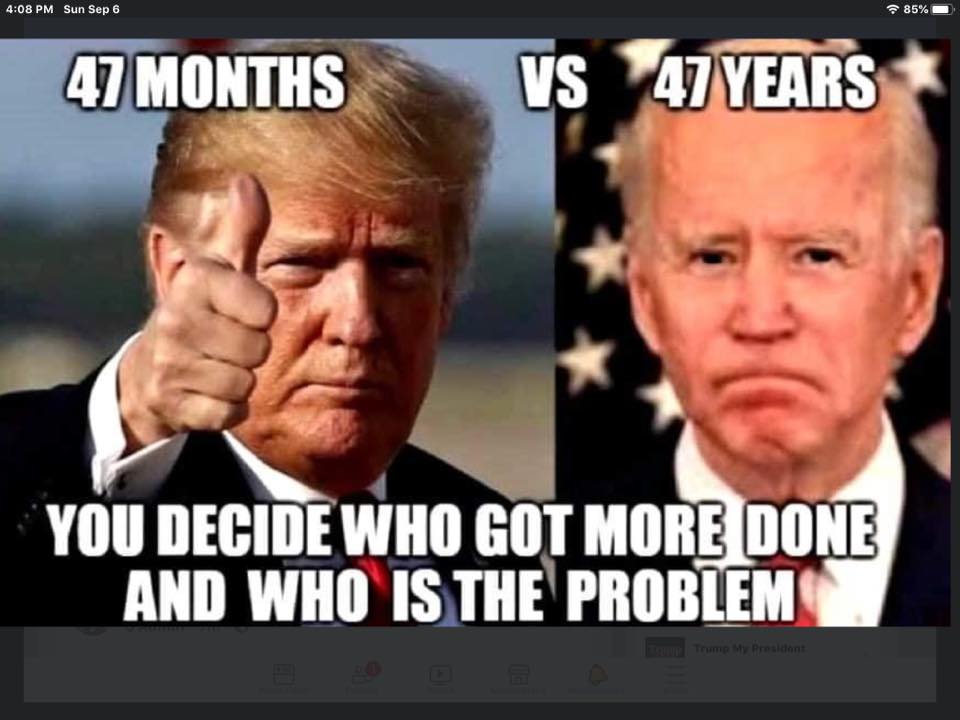 4:08 PM Sun Sep 6
85%
47 MONTHS VS 47 YEARS
YOU DECIDE WHO GOT MORE DONE
AND WHO IS THE PROBLEM
Trump My President